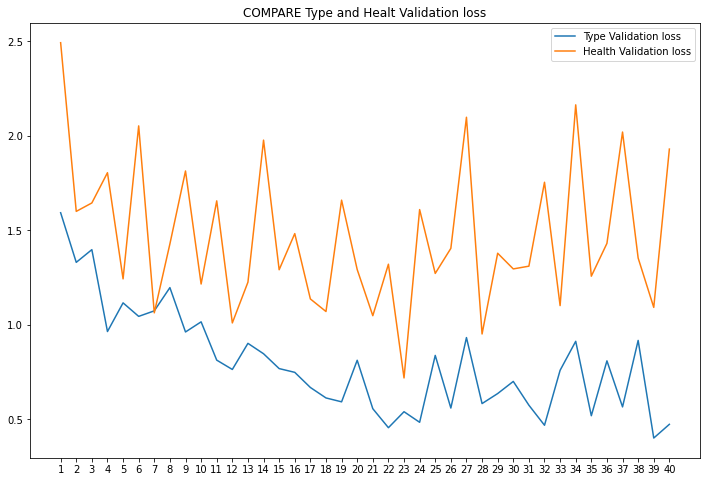 COMPARE Type and Healt Validation loss
Type Validation loss
Health Validation loss
2.5
2.0
1.5
1.0
0.5
1 2 3 4 5 6 7 8 9 10 11 12 13 14 15 16 17 18 19 20 21 22 23 24 25 26 27 28 29 30 31 32 33 34 35 36 37 38 39 40